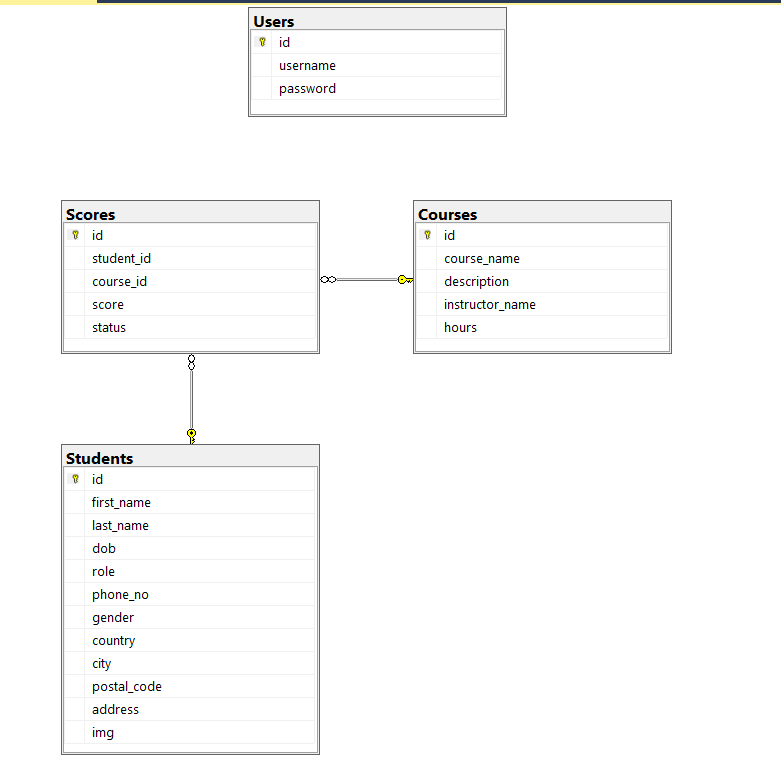 Users
id
username
password
Scores
id
student_id
course_id
score
status
Courses
id
course_name
description
instructor_name
hours
Students
id
first_name
last_name
dob
role
phone_no
gender
country
city
postal_code
address
img